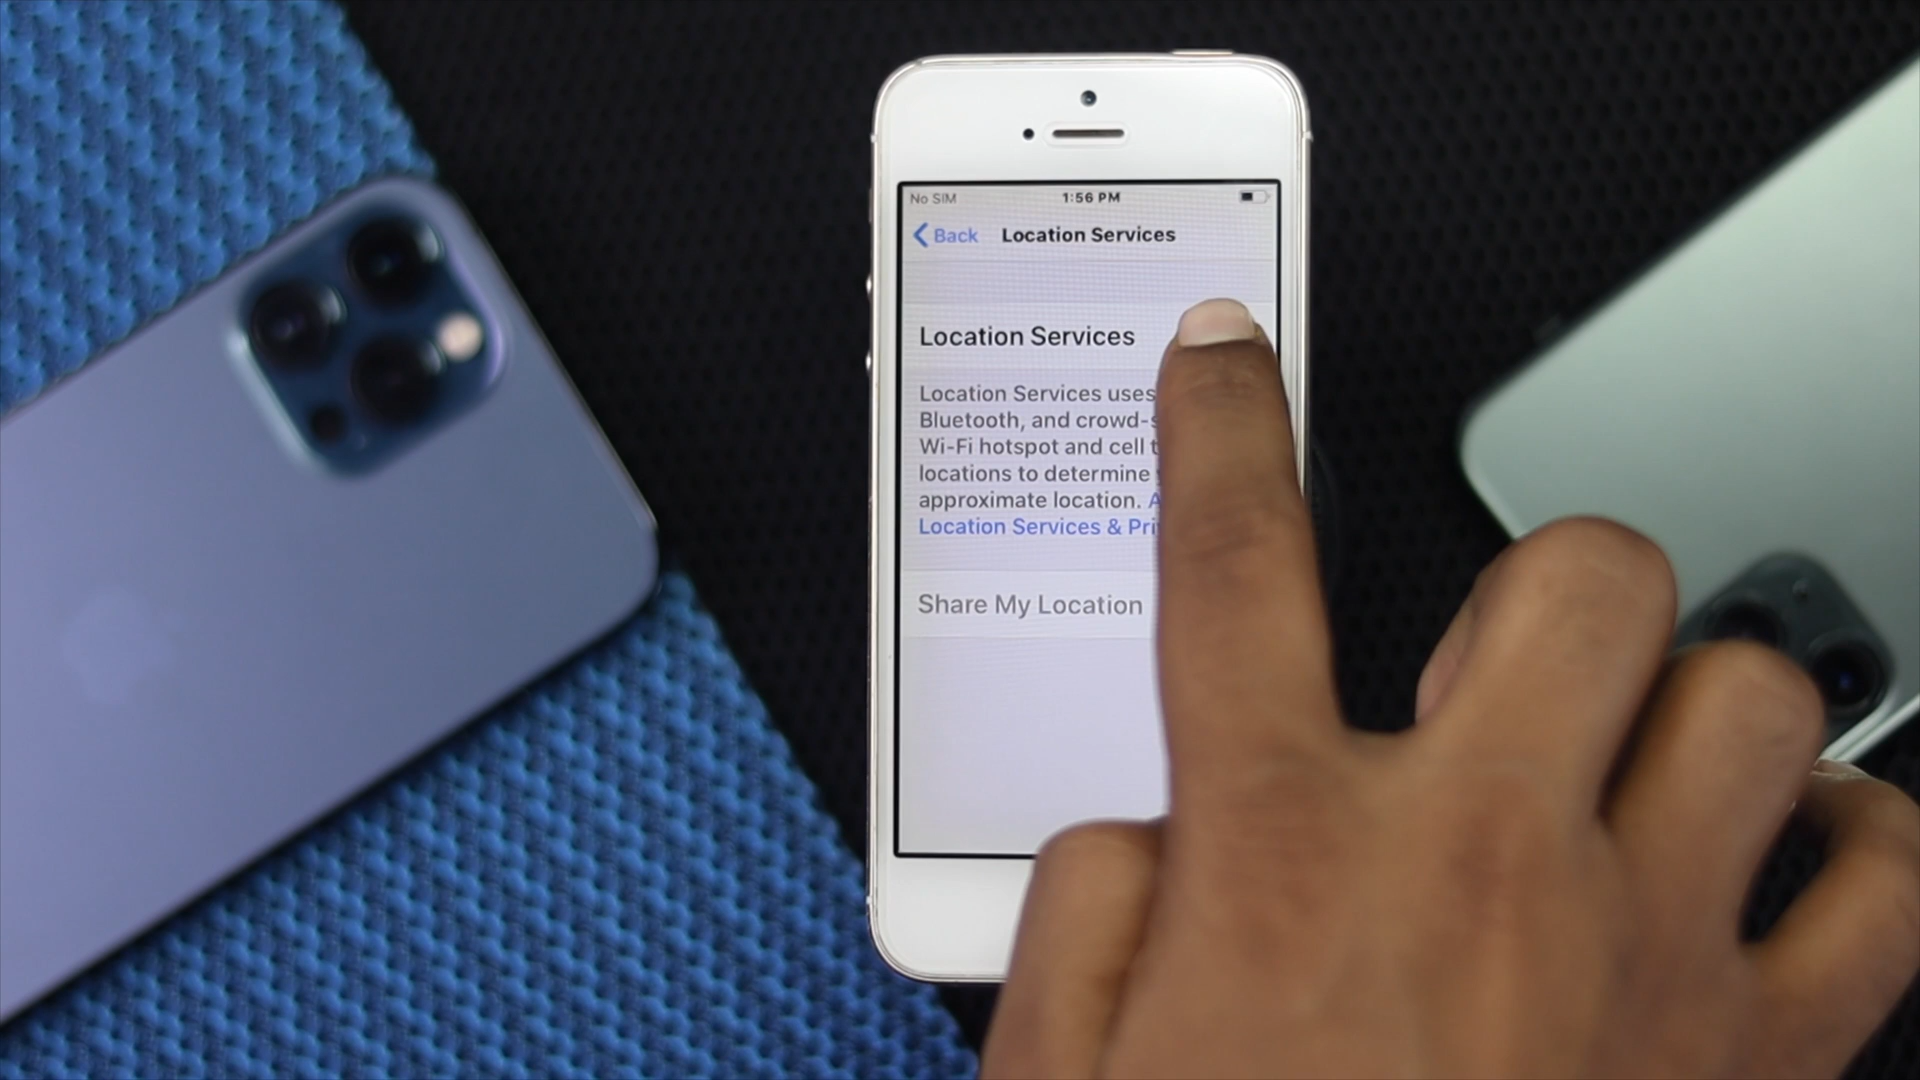 No SIM
1:56 PM
Back
Location Services
Location Services
Location Services uses
Bluetooth, and crowd-s
Wi-Fi hotspot and cell t
locations to determine
approximate location. A
Location Services & Pri
Share My Location